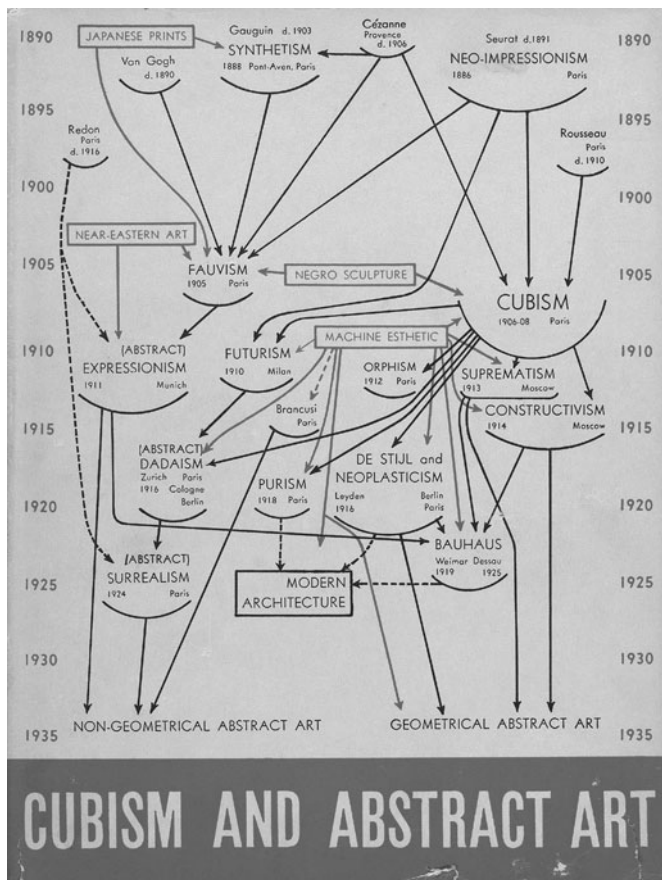 1890
JAPANESE PRINTS
Gauguin d. 1903
SYNTHETISM
1888 Pont-Aven, Paris
Cézanne
Provence
d. 1906
Seurat d.1891
NEO-IMPRESSIONISM
1886 Paris
1890
Van Gogh
d. 1890
1895
1895
Redon
Paris
d. 1916
Rousseau
Paris
d. 1910
1900
1900
NEAR-EASTERN ART
1905
FAUVISM
1905 Paris
NEGRO SCULPTURE
CUBISM
1906-08 Paris
1905
MACHINE ESTHETIC
1910
(ABSTRACT)
EXPRESSIONISM
1911 Munich
FUTURISM
1910 Milan
ORPHISM
1912 Paris
SUPREMATISM
1913 Moscow
1910
Brancusi
Paris
CONSTRUCTIVISM
1914 Moscow
1915
1915
(ABSTRACT)
DADAISM
Zurich Paris
1916 Cologne
Berlin
PURISM
1918 Paris
DE STIJL and
NEOPLASTICISM
Leyden Berlin
1916 Paris
1920
1920
BAUHAUS
Weimar Dessau
1919 1925
(ABSTRACT)
SURREALISM
1924 Paris
MODERN
ARCHITECTURE
1925
1925
1930
1930
NON-GEOMETRICAL ABSTRACT ART
GEOMETRICAL ABSTRACT ART
1935
1935
CUBISM AND ABSTRACT ART